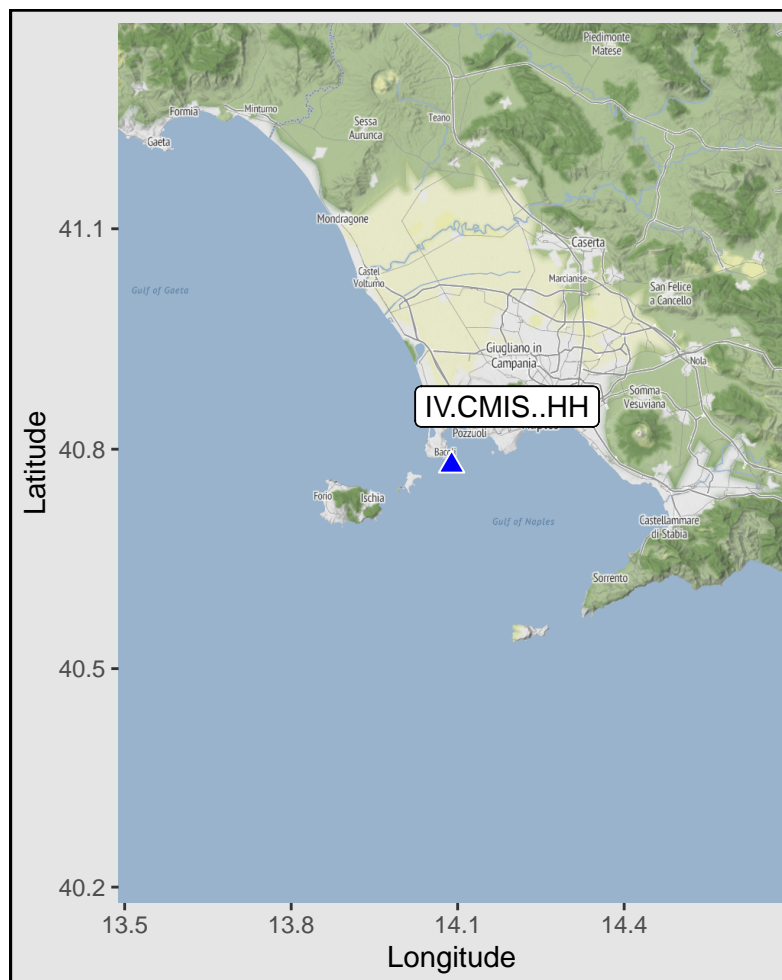 Piedimonte
Matese
Formia
Minturno
Gaeta
Sessa
Aurunca
Teano
41.1
Mondragone
Caserta
Castel
Volturno
Marcianise
Gulf of Gaeta
San Felice
a Cancello
Giugliano in
Campania
Nola
Somma
Vesuviana
IV.CMIS..HH
Pozzuoli
40.8
Bacoli
Latitude
Forio
Ischia
Gulf of Naples
Castellammare
di Stabia
Sorrento
40.5
40.2
13.5
13.8
14.1
14.4
Longitude